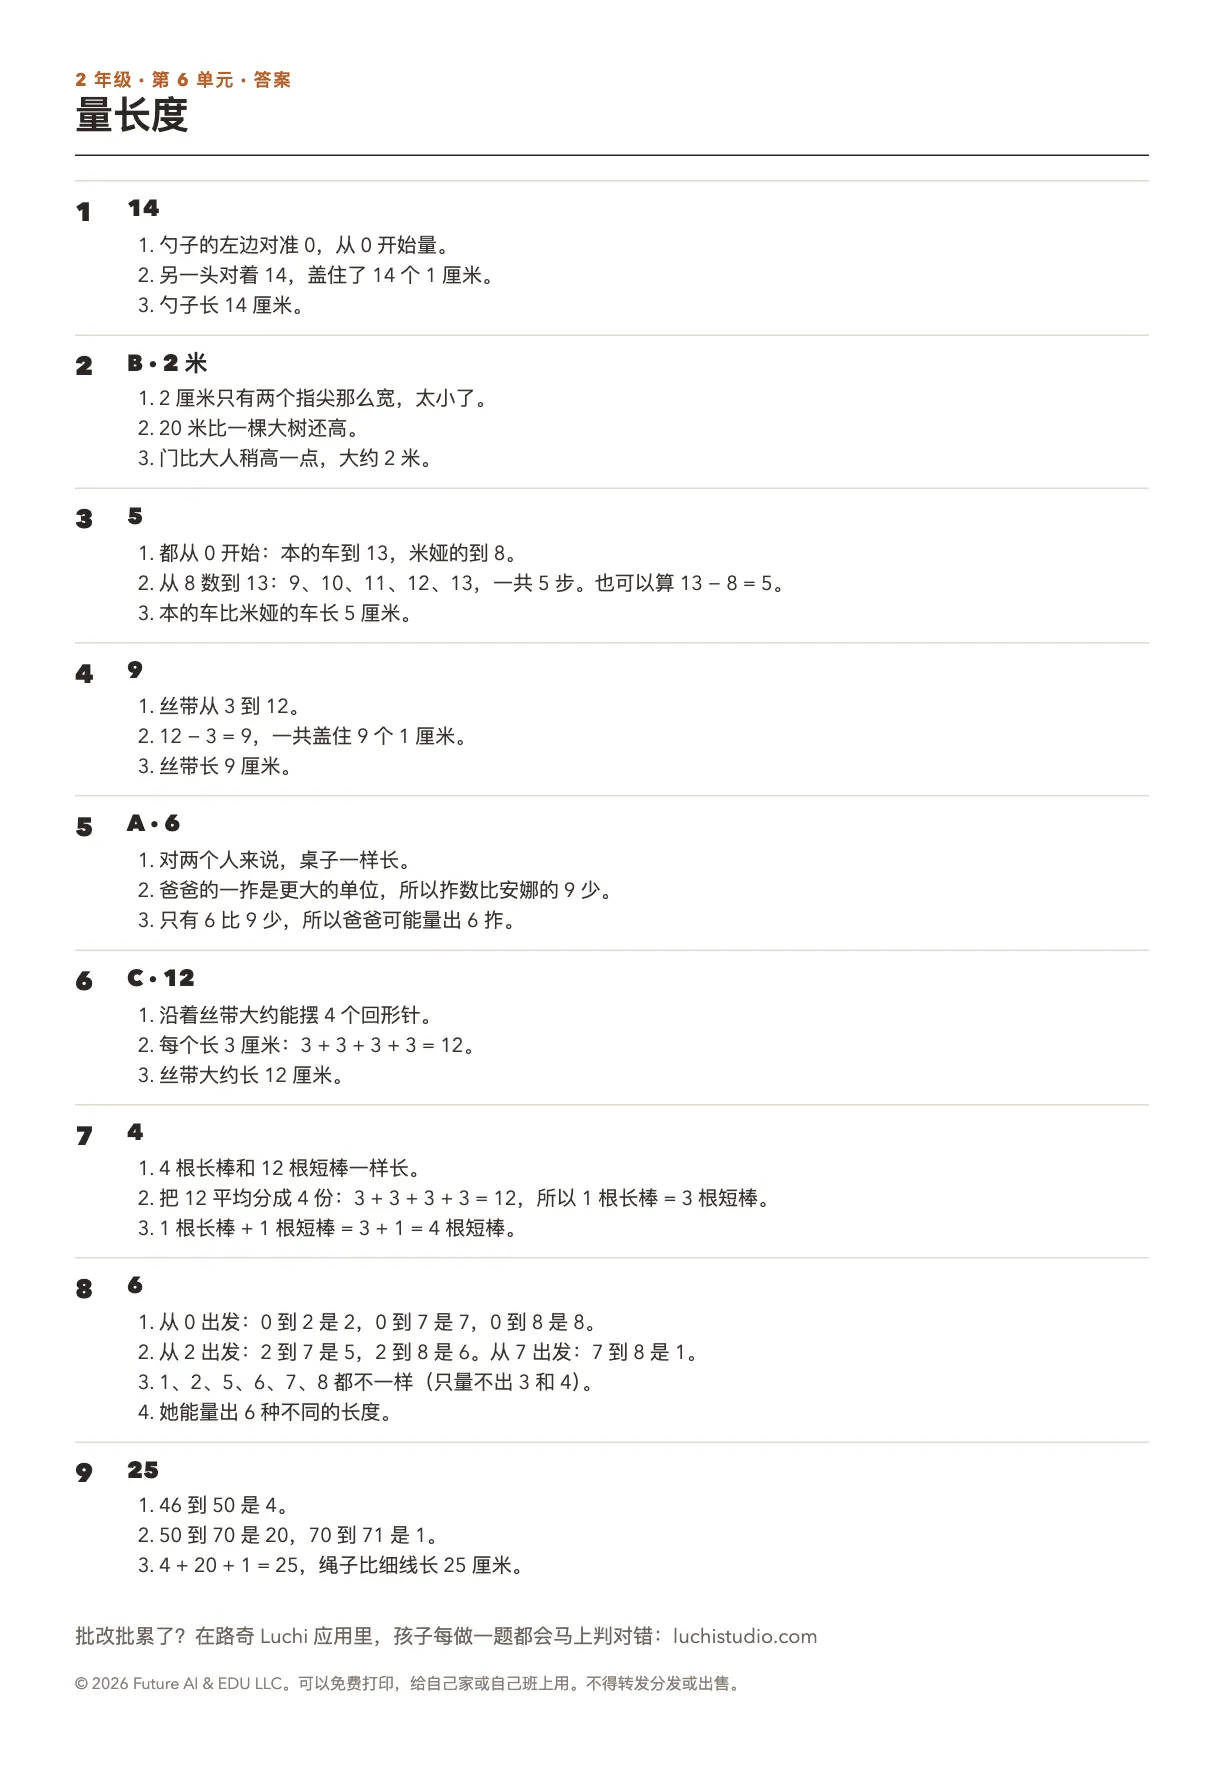 2 年级 · 第 6 单元 · 答案
量长度
1 14
1. 勺子的左边对准 0，从 0 开始量。
2. 另一头对着 14，盖住了 14 个 1 厘米。
3. 勺子长 14 厘米。
2 B · 2 米
1. 2 厘米只有两个指尖那么宽，太小了。
2. 20 米比一棵大树还高。
3. 门比大人稍高一点，大约 2 米。
3 5
1. 都从 0 开始：本的车到 13，米娅的到 8。
2. 从 8 数到 13：9、10、11、12、13，一共 5 步。也可以算 13 − 8 = 5。
3. 本的车比米娅的车长 5 厘米。
4 9
1. 丝带从 3 到 12。
2. 12 − 3 = 9，一共盖住 9 个 1 厘米。
3. 丝带长 9 厘米。
5 A · 6
1. 对两个人来说，桌子一样长。
2. 爸爸的一拃是更大的单位，所以拃数比安娜的 9 少。
3. 只有 6 比 9 少，所以爸爸可能量出 6 拃。
6 C · 12
1. 沿着丝带大约能摆 4 个回形针。
2. 每个长 3 厘米：3 + 3 + 3 + 3 = 12。
3. 丝带大约长 12 厘米。
7 4
1. 4 根长棒和 12 根短棒一样长。
2. 把 12 平均分成 4 份：3 + 3 + 3 + 3 = 12，所以 1 根长棒 = 3 根短棒。
3. 1 根长棒 + 1 根短棒 = 3 + 1 = 4 根短棒。
8 6
1. 从 0 出发：0 到 2 是 2，0 到 7 是 7，0 到 8 是 8。
2. 从 2 出发：2 到 7 是 5，2 到 8 是 6。从 7 出发：7 到 8 是 1。
3. 1、2、5、6、7、8 都不一样（只量不出 3 和 4）。
4. 她能量出 6 种不同的长度。
9 25
1. 46 到 50 是 4。
2. 50 到 70 是 20，70 到 71 是 1。
3. 4 + 20 + 1 = 25，绳子比细线长 25 厘米。
批改批累了？在路奇 Luchi 应用里，孩子每做一题都会马上判对错：luchistudio.com
© 2026 Future AI & EDU LLC。可以免费打印，给自己家或自己班上用。不得转发分发或出售。